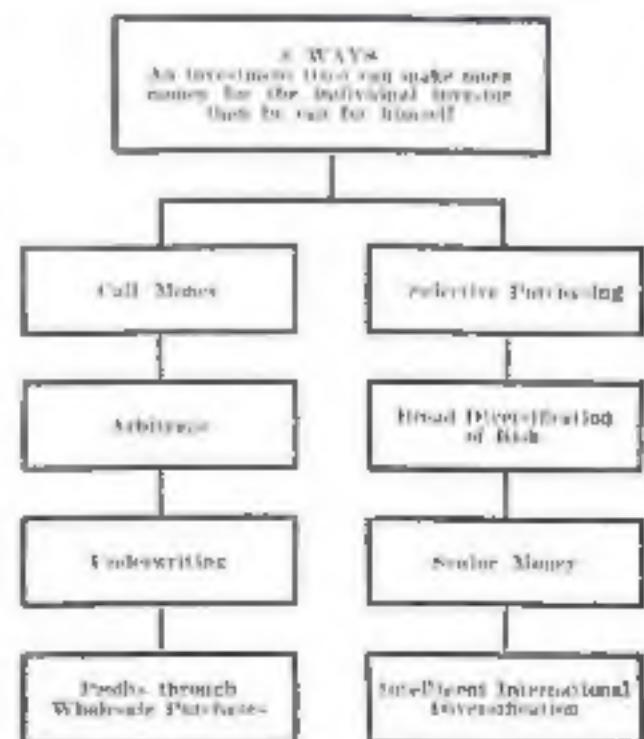 8 WAYS
An investment trust can make more
money for the individual investor
than he can for himself
Call Money
Selective Purchasing
Arbitrage
Broad Diversification
of Risk
Underwriting
Senior Money
Profits through
Wholesale Purchases
Intelligent International
Diversification